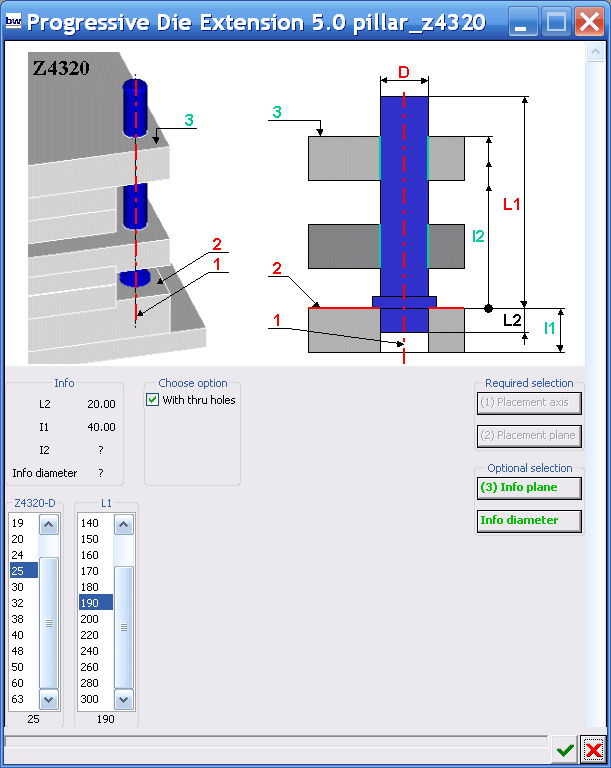 bw Progressive Die Extension 5.0 pillar_z4320
Z4320
3
2
1
D
3
L1
I2
2
L2
I1
1
Info
L2 20.00
I1 40.00
I2 ?
Info diameter ?
Choose option
With thru holes
Required selection
(1) Placement axis
(2) Placement plane
Optional selection
(3) Info plane
Info diameter
Z4320-D
19
20
24
25
30
32
38
40
48
50
60
63
25
L1
140
150
160
170
180
190
200
220
240
260
280
300
190